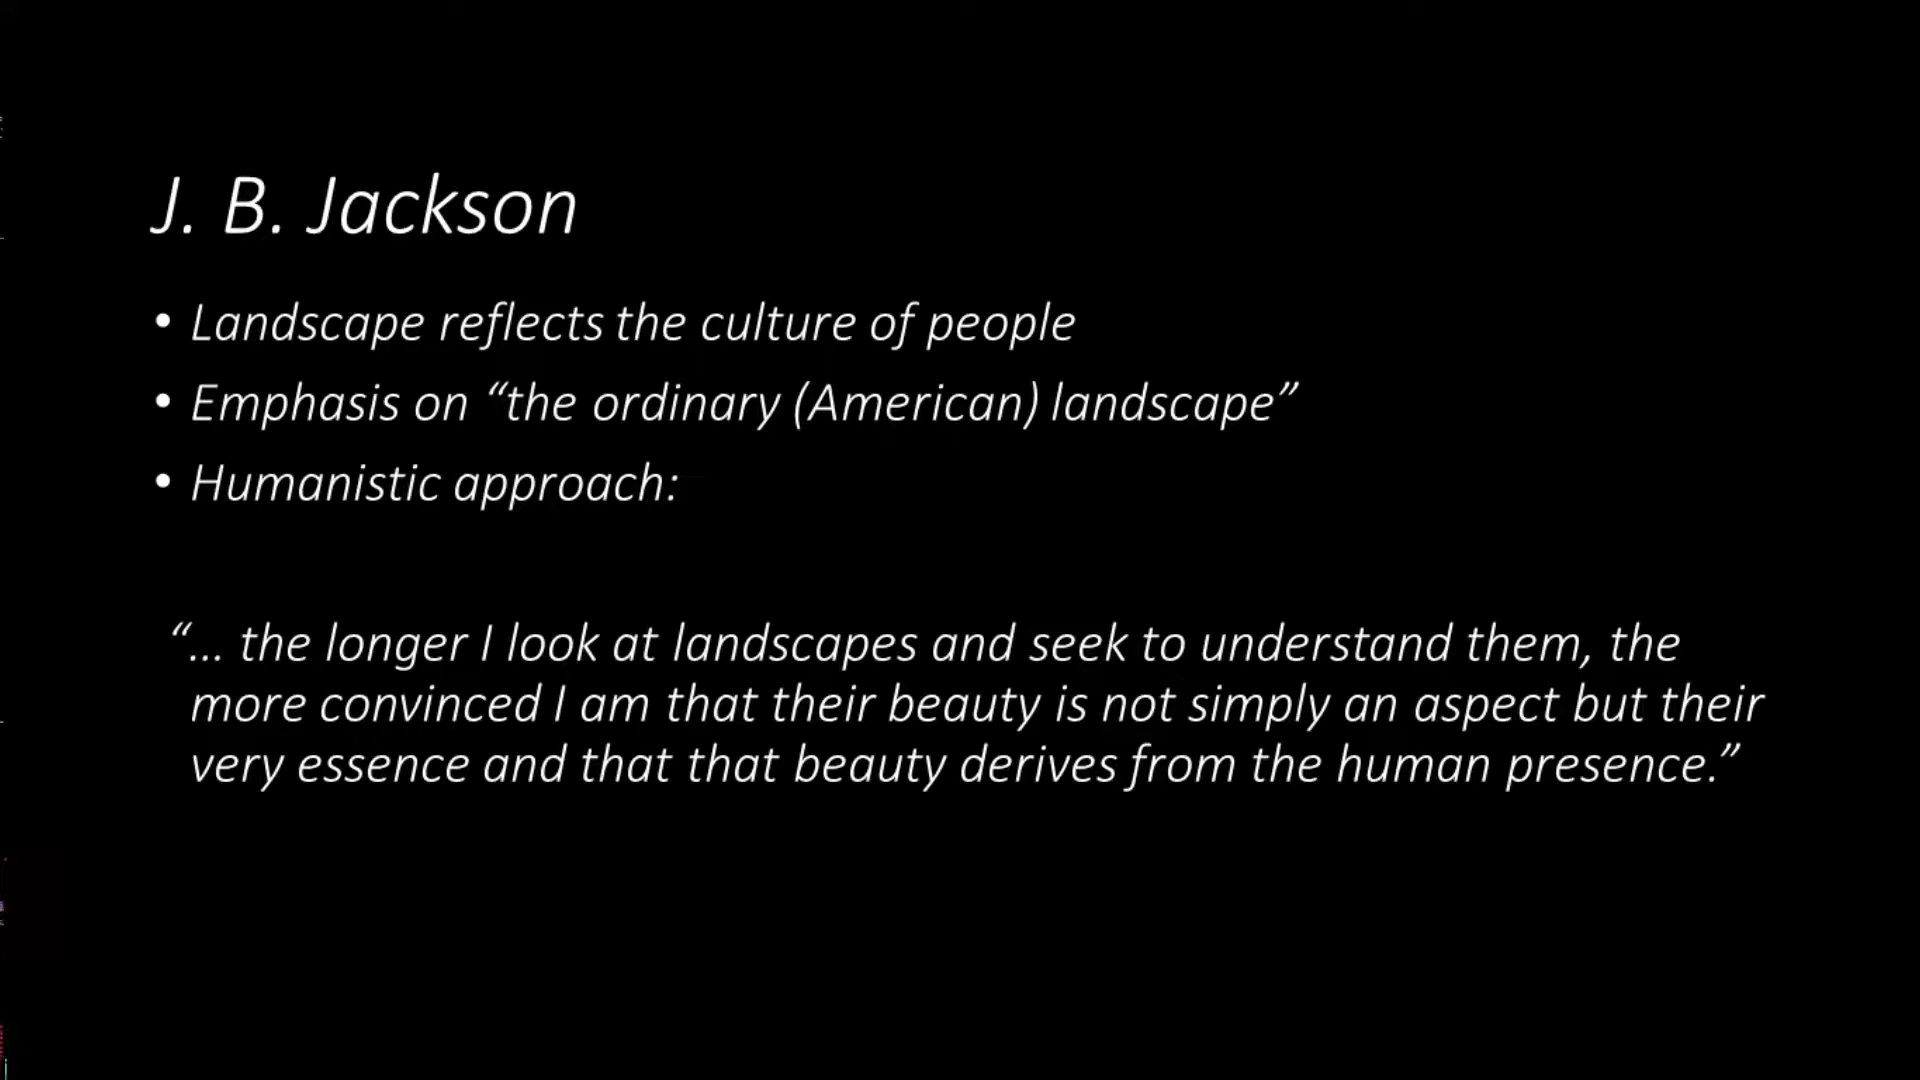 J. B. Jackson
• Landscape reflects the culture of people
• Emphasis on “the ordinary (American) landscape”
• Humanistic approach:
“... the longer I look at landscapes and seek to understand them, the
more convinced I am that their beauty is not simply an aspect but their
very essence and that that beauty derives from the human presence.”